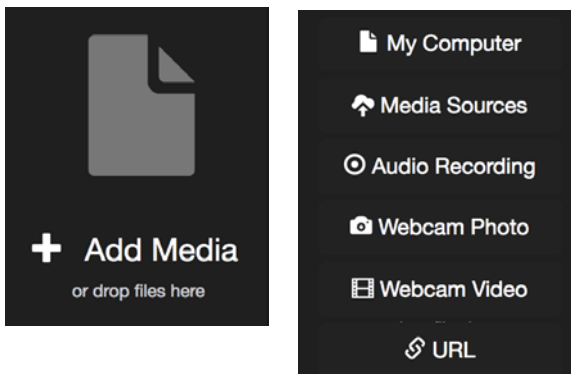 Add Media
or drop files here
My Computer
Media Sources
Audio Recording
Webcam Photo
Webcam Video
URL